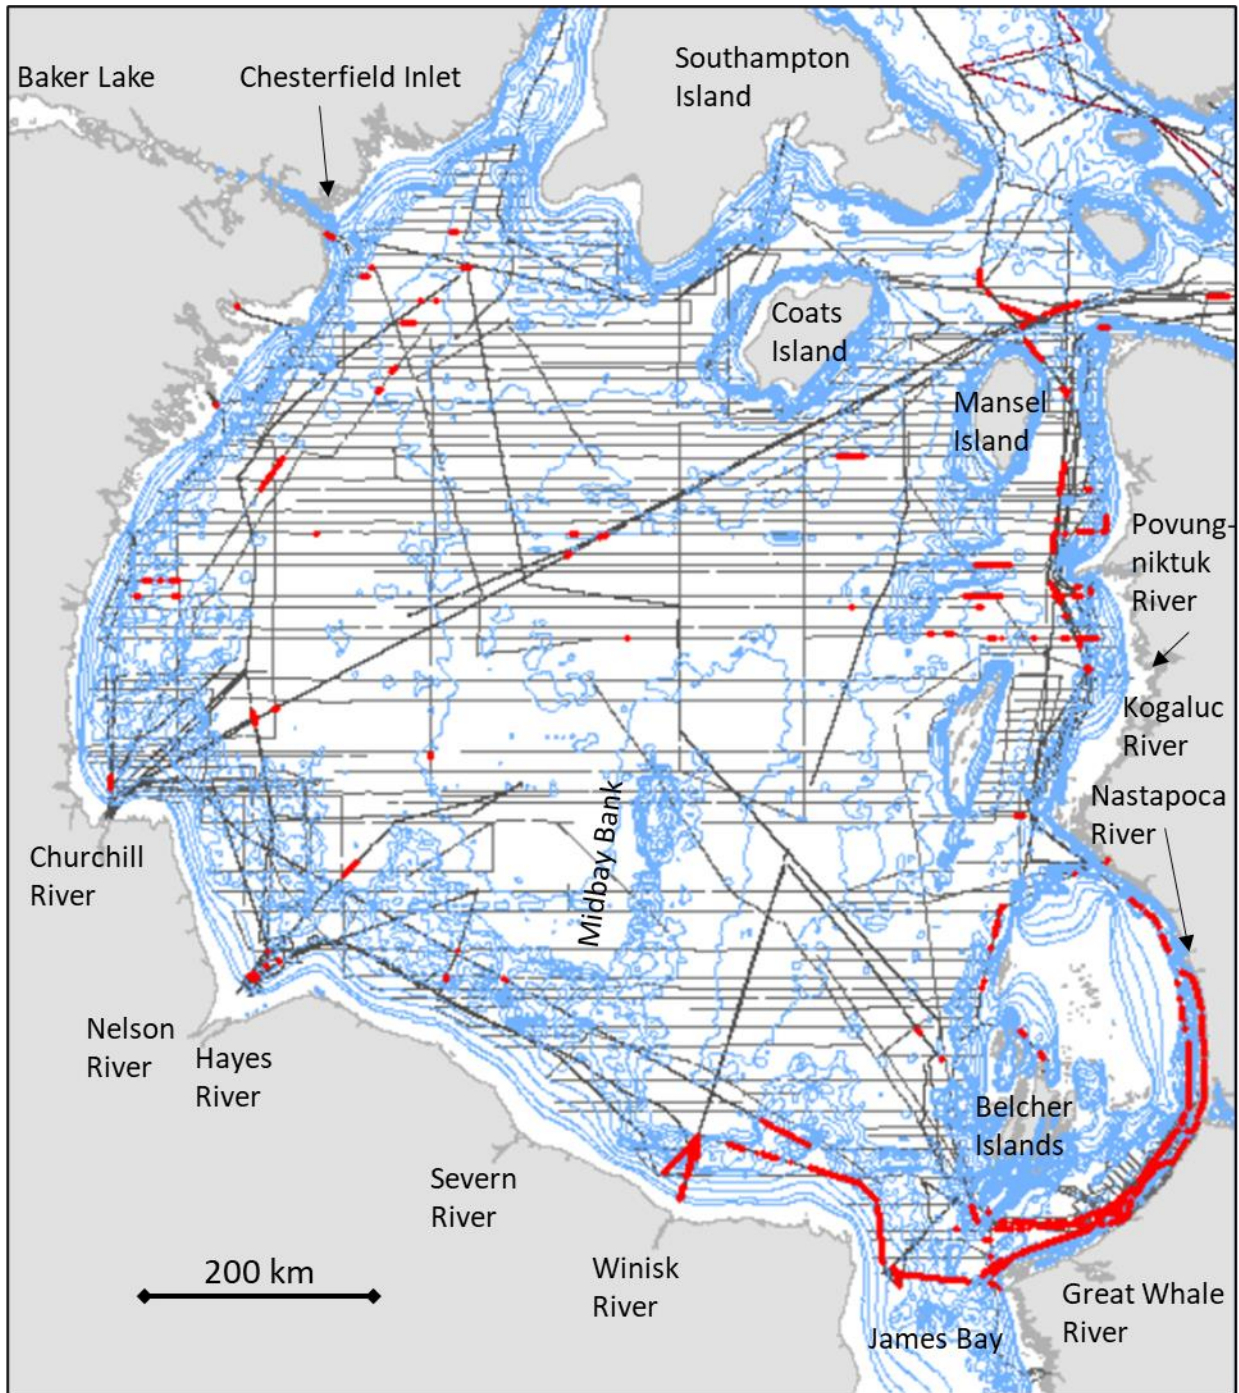 Baker Lake
Chesterfield Inlet
Southampton
Island
Coats
Island
Mansel
Island
Povung-
niktuk
River
Kogaluc
River
Nastapoca
River
Midbay Bank
Churchill
River
Nelson
River
Hayes
River
Belcher
Islands
Severn
River
Winisk
River
200 km
Great Whale
River
James Bay